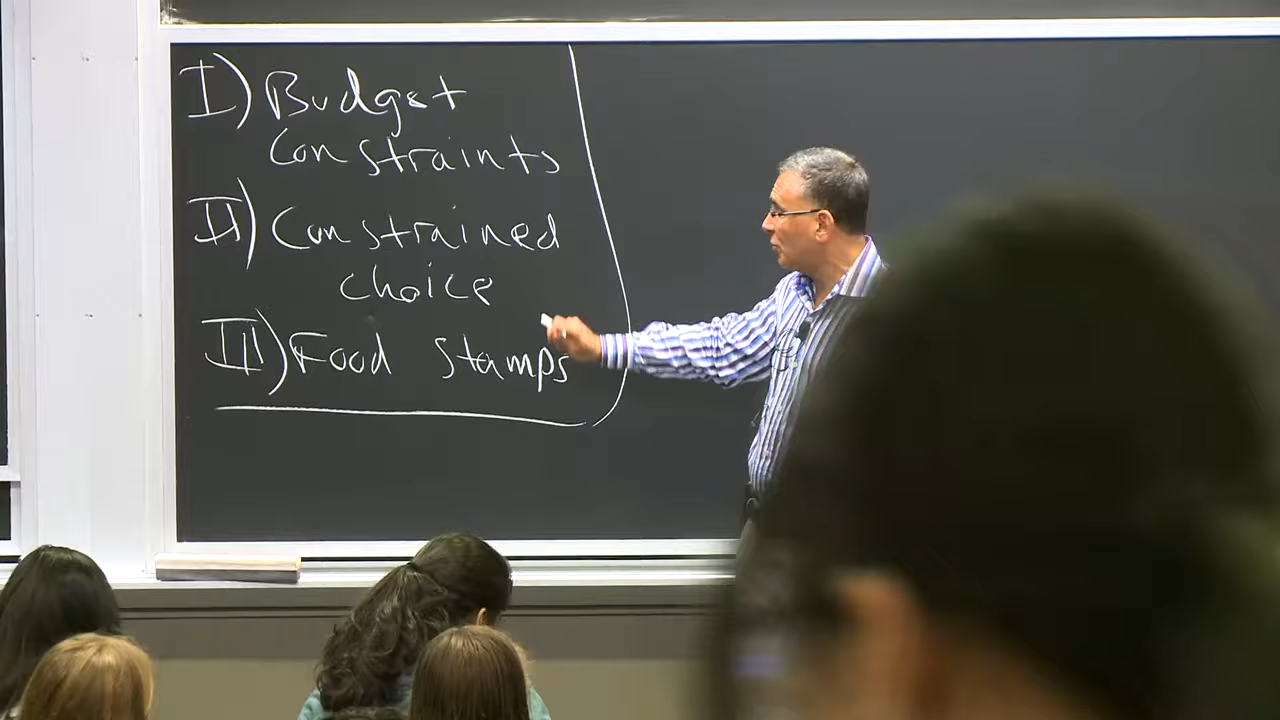 I) Budget
Constraints
II) Constrained
choice
III) Food Stamps